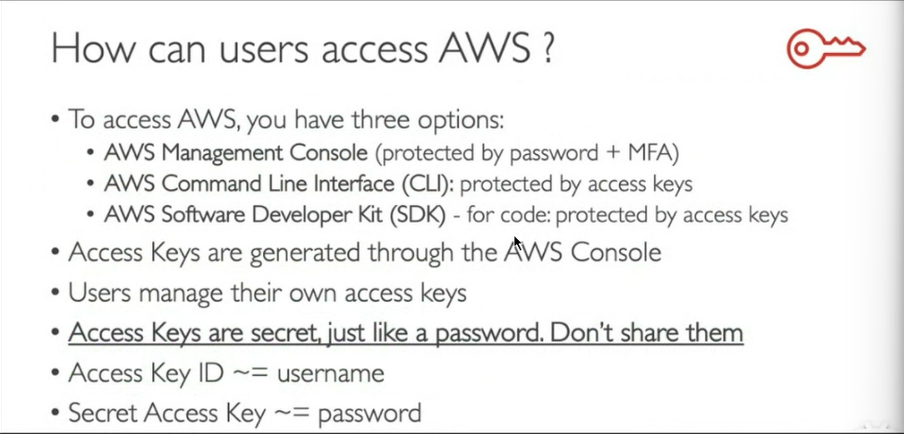 How can users access AWS ?
• To access AWS, you have three options:
• AWS Management Console (protected by password + MFA)
• AWS Command Line Interface (CLI): protected by access keys
• AWS Software Developer Kit (SDK) - for code: protected by access keys
• Access Keys are generated through the AWS Console
• Users manage their own access keys
• Access Keys are secret, just like a password. Don't share them
• Access Key ID ~= username
• Secret Access Key ~= password